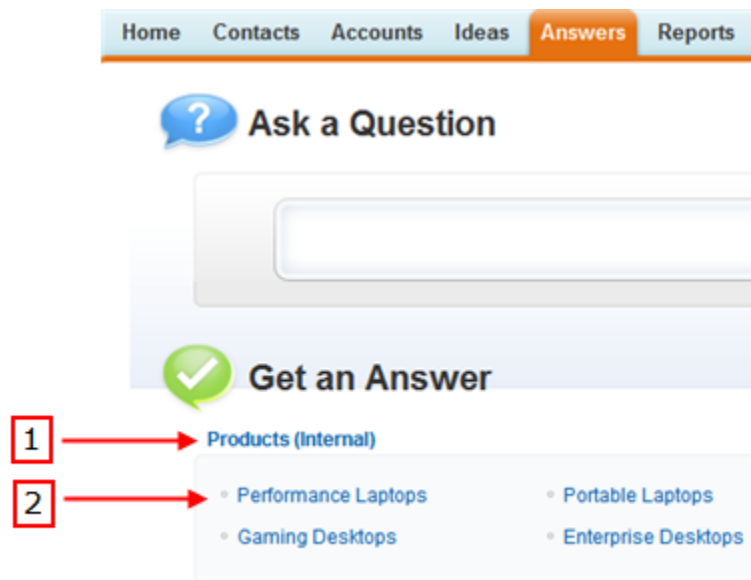 Home Contacts Accounts Ideas Answers Reports
? Ask a Question
Get an Answer
1 Products (Internal)
2 Performance Laptops Portable Laptops
Gaming Desktops Enterprise Desktops